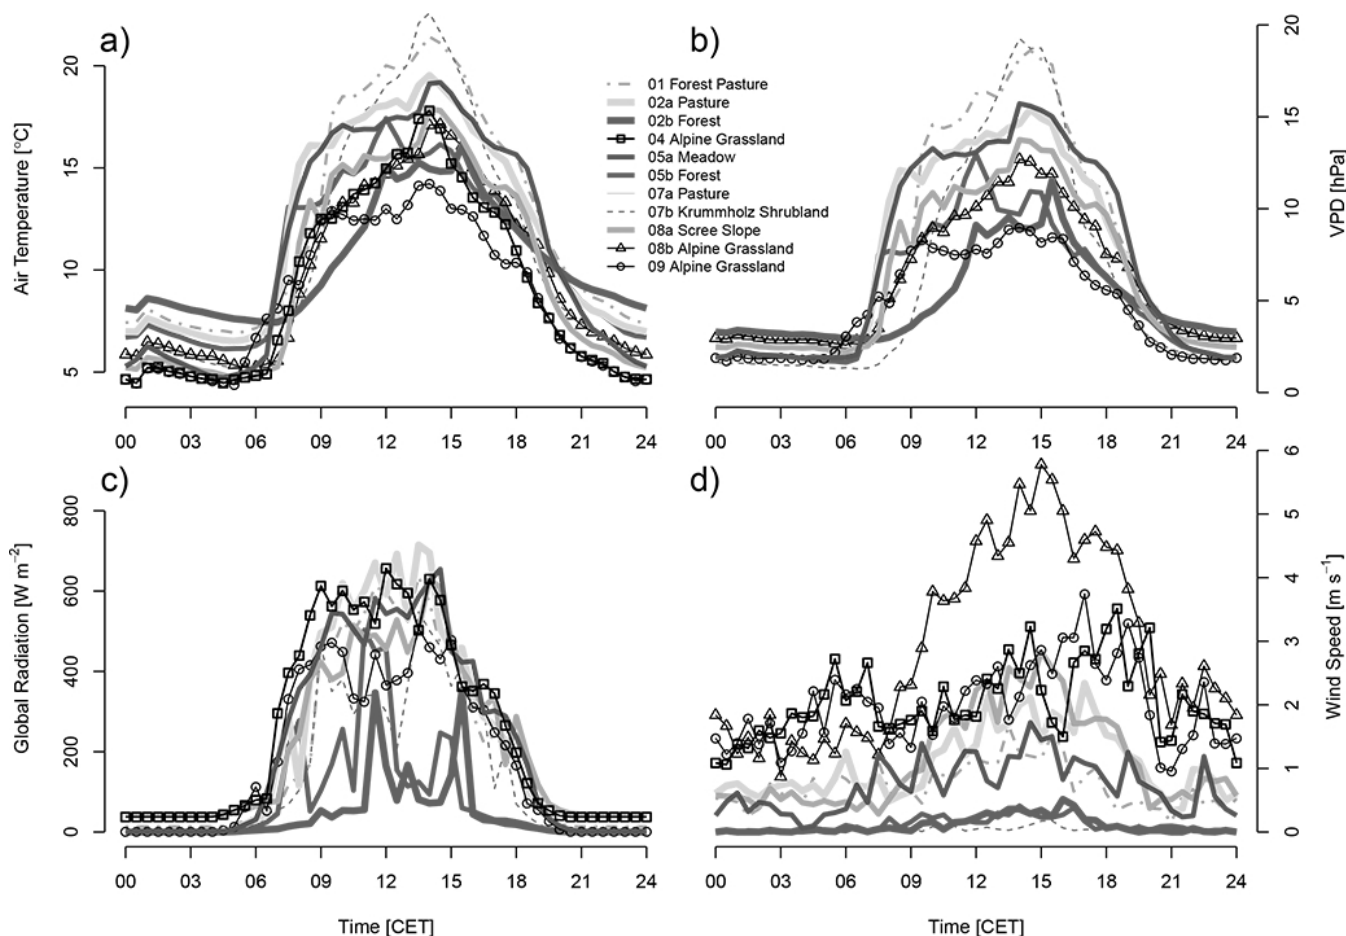 a)
20
15
10
5
Air Temperature [°C]
00 03 06 09 12 15 18 21 24
01 Forest Pasture
02a Pasture
02b Forest
04 Alpine Grassland
05a Meadow
05b Forest
07a Pasture
07b Krummholz Shrubland
08a Scree Slope
08b Alpine Grassland
09 Alpine Grassland
b)
20
15
10
5
0
VPD [hPa]
00 03 06 09 12 15 18 21 24
c)
800
600
400
200
0
Global Radiation [W m−2]
00 03 06 09 12 15 18 21 24
Time [CET]
d)
6
5
4
3
2
1
0
Wind Speed [m s−1]
00 03 06 09 12 15 18 21 24
Time [CET]